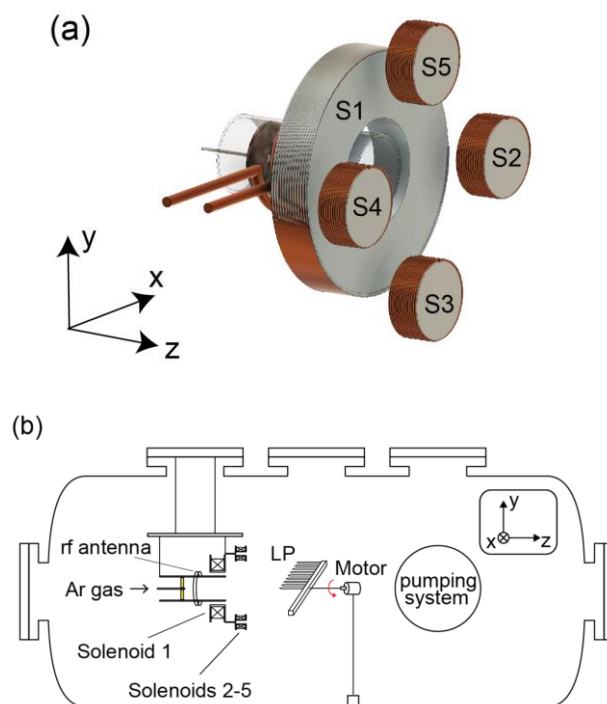 (a)
S5
S1
S2
S4
S3
y
x
z
(b)
y
x
z
rf antenna
LP
Motor
Ar gas →
pumping
system
Solenoid 1
Solenoids 2-5